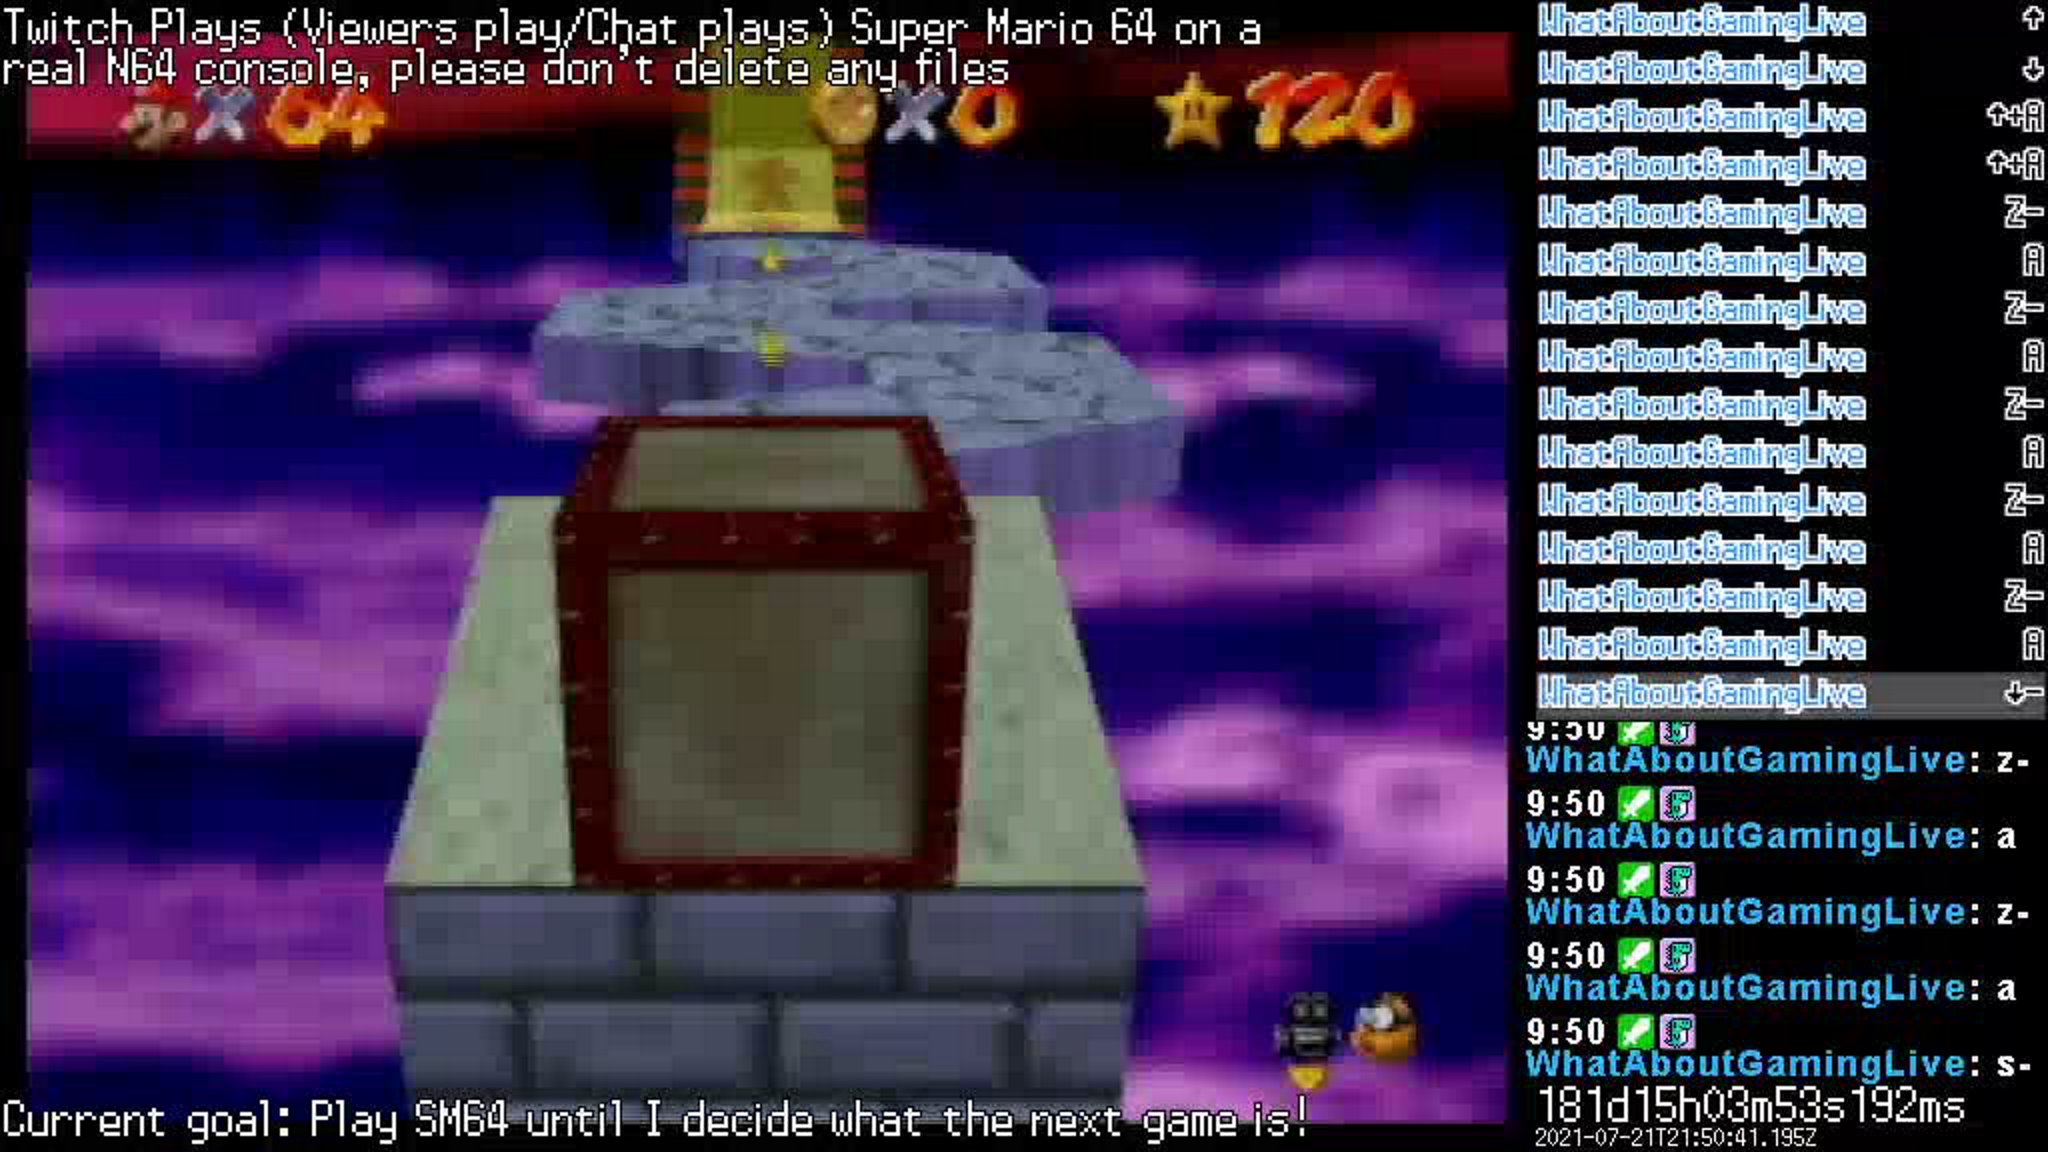 Twitch Plays (Viewers play/Chat plays) Super Mario 64 on a
real N64 console, please don't delete any files
×64 ×0 120
Current goal: Play SM64 until I decide what the next game is!
WhatAboutGamingLive ↑
WhatAboutGamingLive ↓
WhatAboutGamingLive ↑+A
WhatAboutGamingLive ↑+A
WhatAboutGamingLive Z-
WhatAboutGamingLive A
WhatAboutGamingLive Z-
WhatAboutGamingLive A
WhatAboutGamingLive Z-
WhatAboutGamingLive A
WhatAboutGamingLive Z-
WhatAboutGamingLive A
WhatAboutGamingLive Z-
WhatAboutGamingLive A
WhatAboutGamingLive ↓-
9:50
WhatAboutGamingLive: z-
9:50
WhatAboutGamingLive: a
9:50
WhatAboutGamingLive: z-
9:50
WhatAboutGamingLive: a
9:50
WhatAboutGamingLive: s-
181d15h03m53s192ms
2021-07-21T21:50:41.195Z